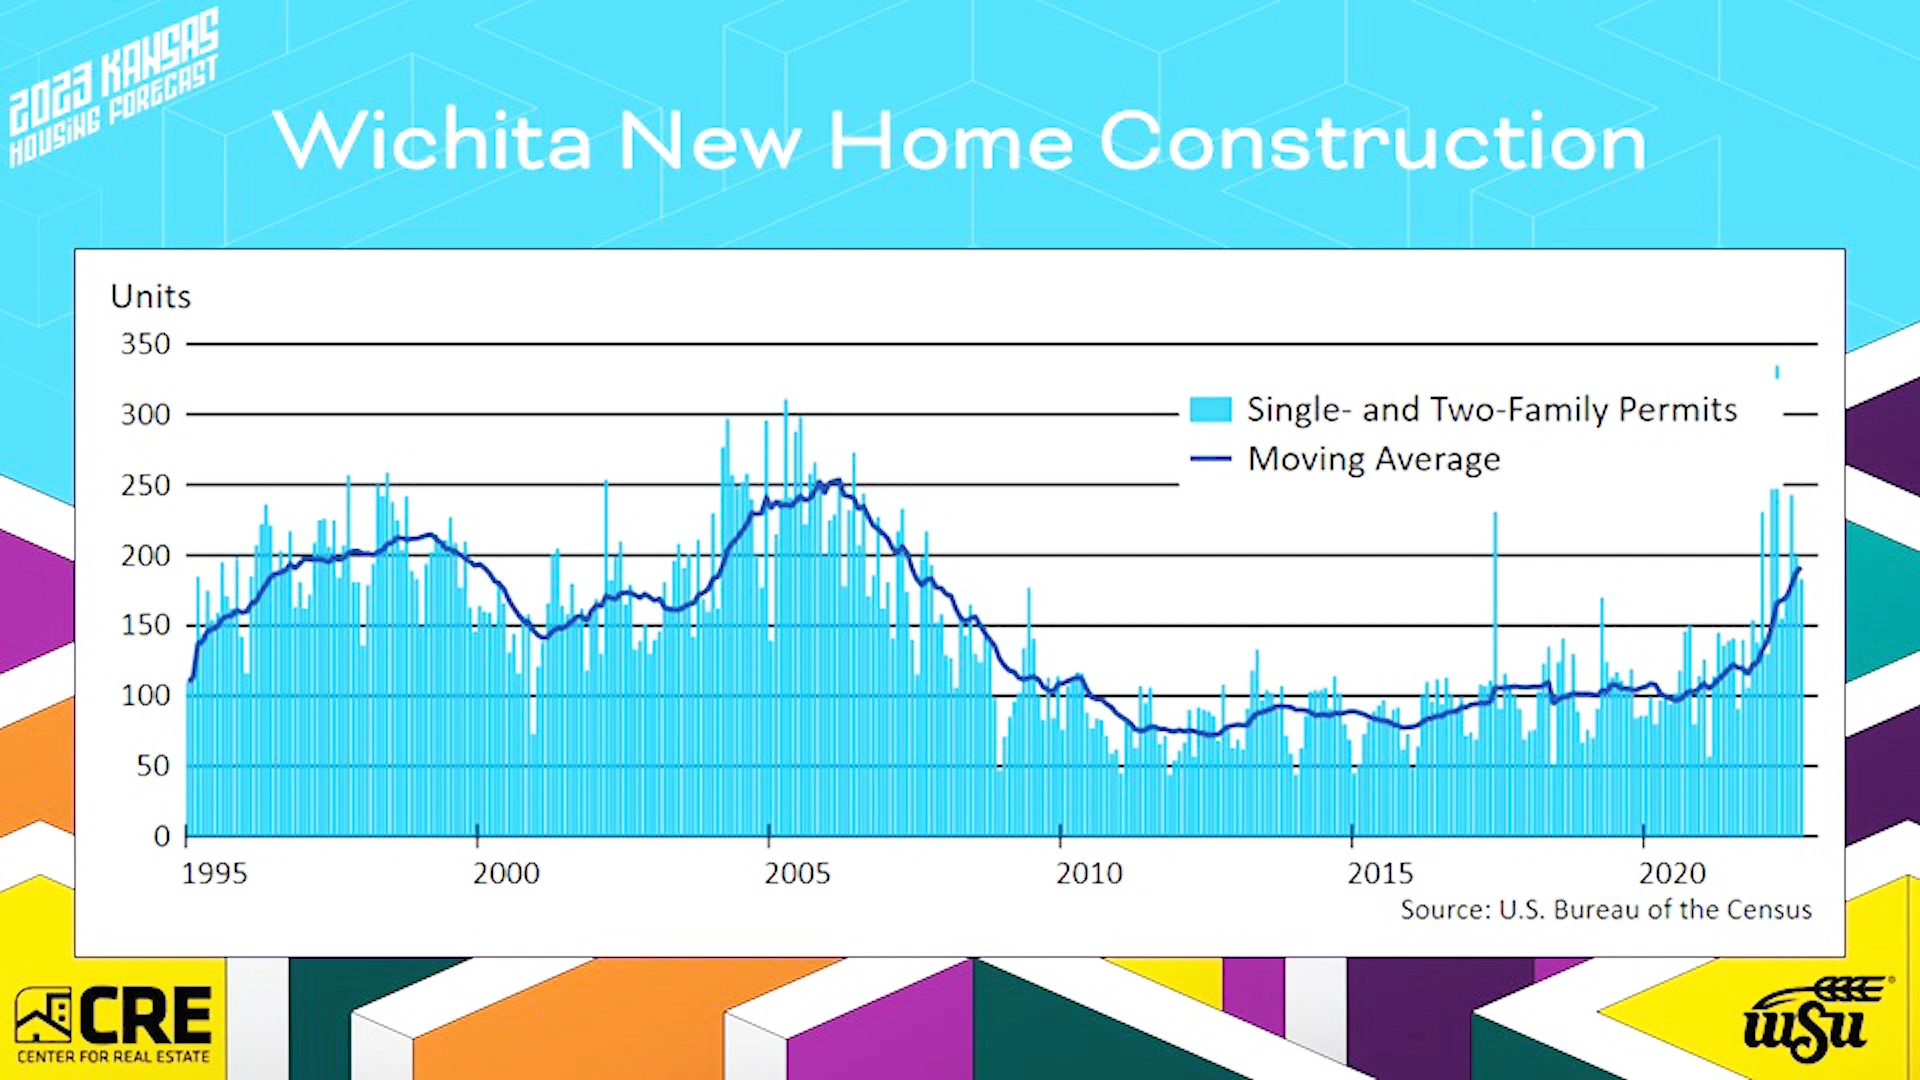 2023 KANSAS
HOUSING FORECAST
Wichita New Home Construction
Units
350
300
250
200
150
100
50
0
Single- and Two-Family Permits
Moving Average
1995 2000 2005 2010 2015 2020
Source: U.S. Bureau of the Census
CRE
CENTER FOR REAL ESTATE
WSU®